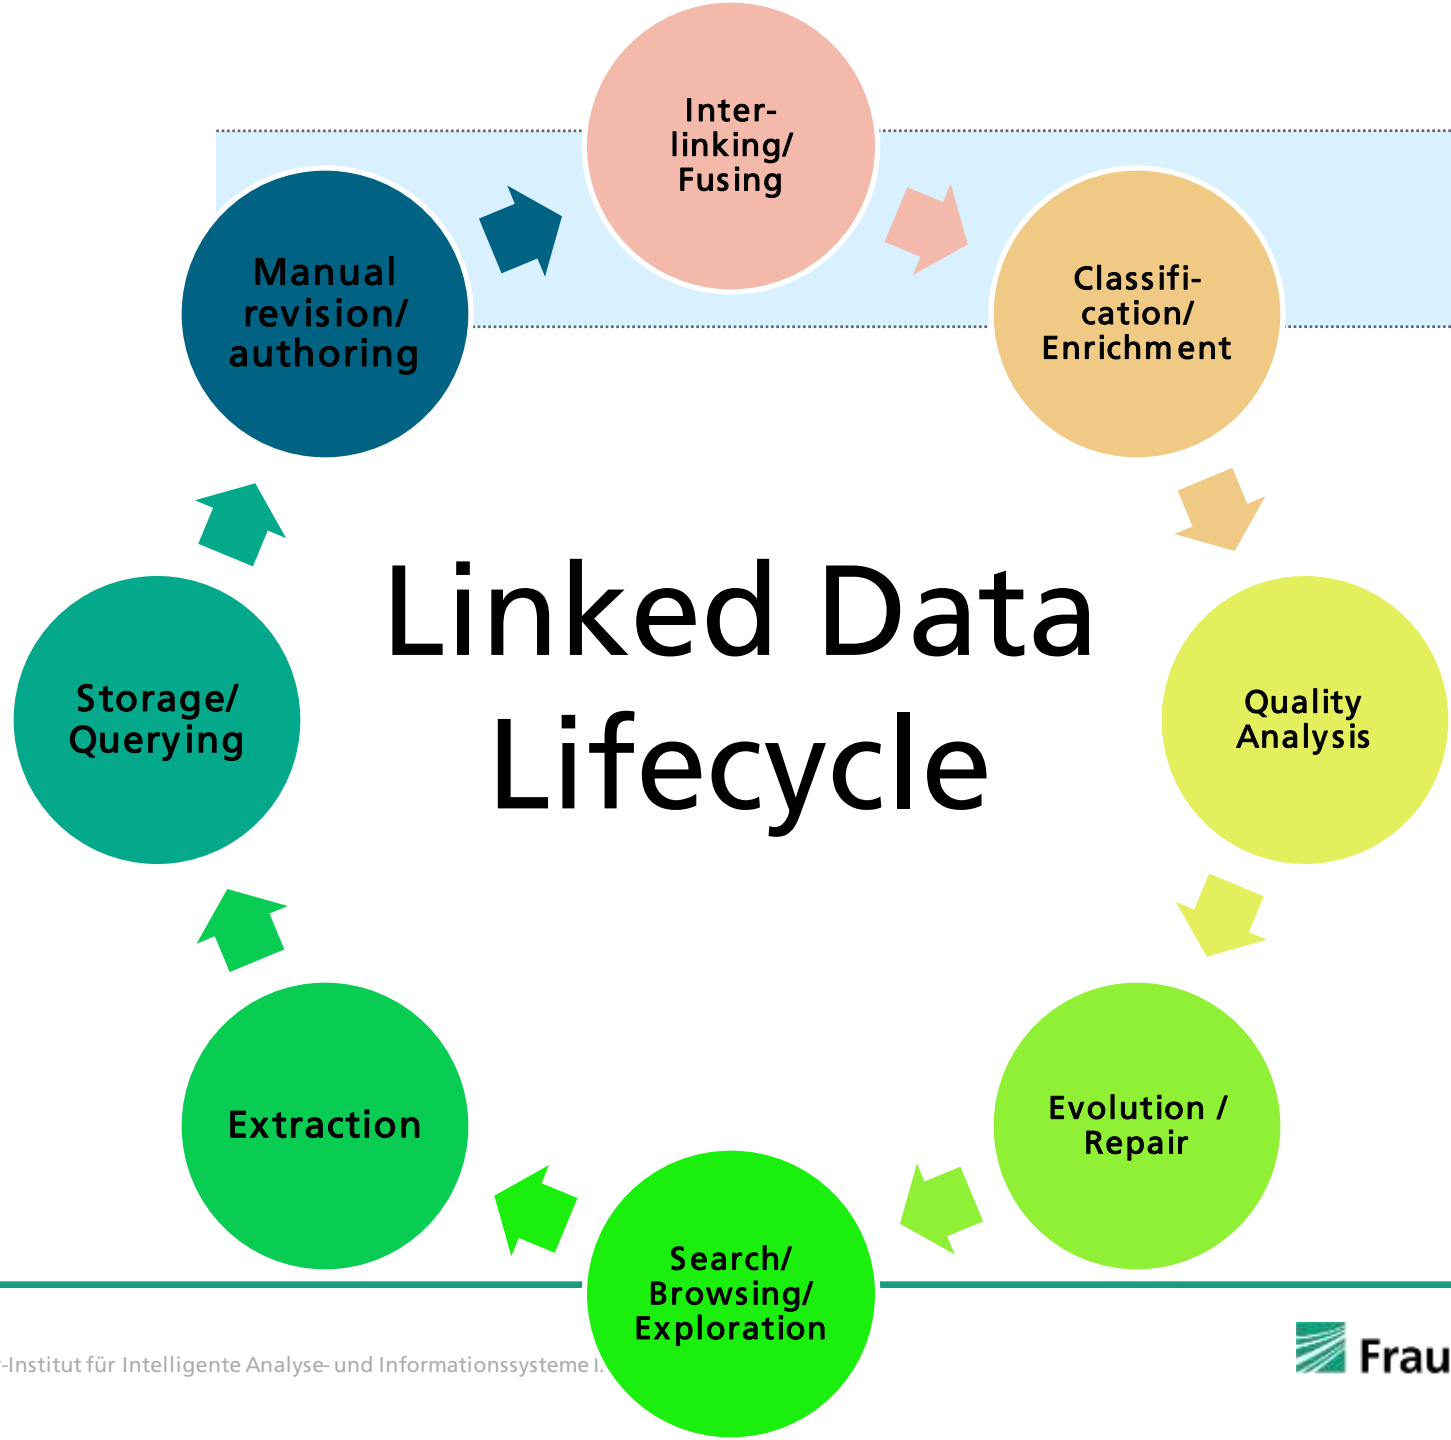 Inter-
linking/
Fusing
Manual
revision/
authoring
Classifi-
cation/
Enrichment
Linked Data
Lifecycle
Storage/
Querying
Quality
Analysis
Extraction
Evolution /
Repair
Search/
Browsing/
Exploration
-Institut für Intelligente Analyse- und Informationssysteme
Frau